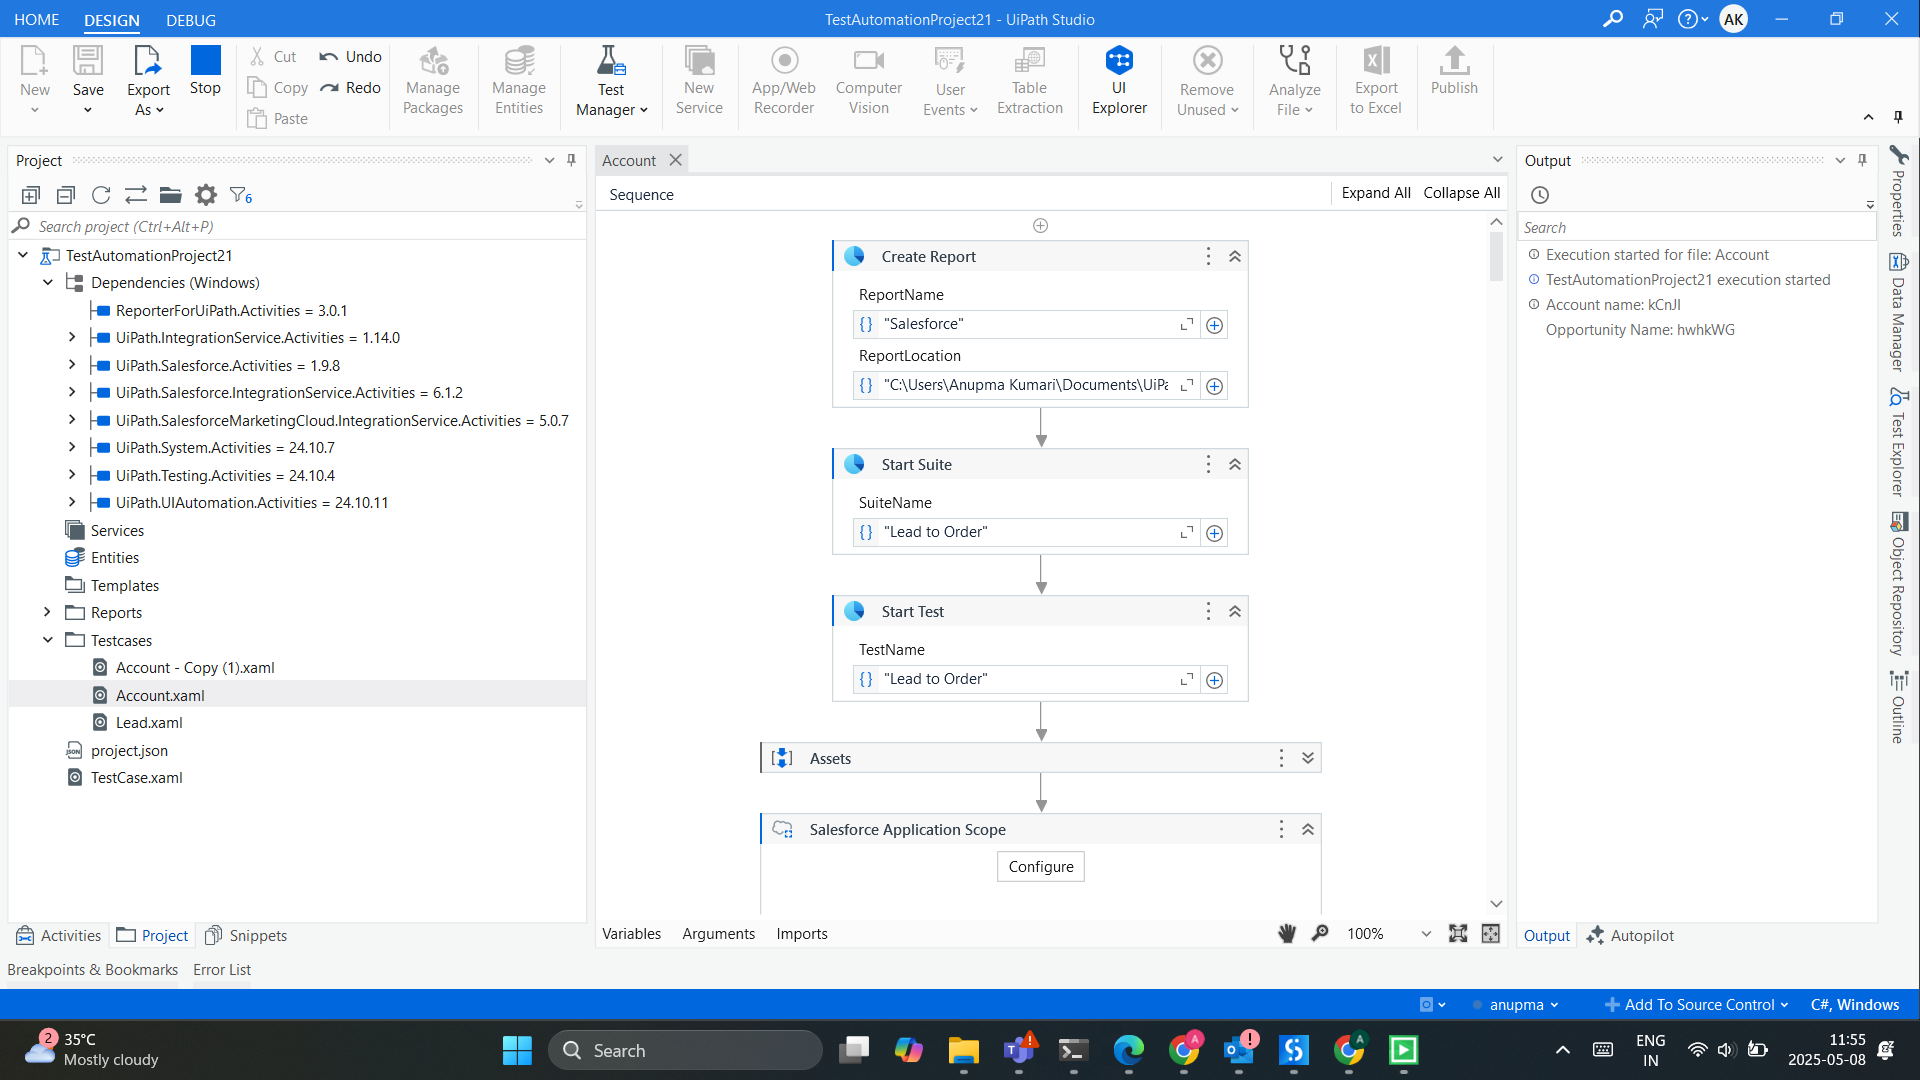 HOME
DESIGN
DEBUG
TestAutomationProject21 - UiPath Studio
AK
New
Save
Export As
Stop
Cut
Copy
Paste
Undo
Redo
Manage Packages
Manage Entities
Test Manager
New Service
App/Web Recorder
Computer Vision
User Events
Table Extraction
UI Explorer
Remove Unused
Analyze File
Export to Excel
Publish
Project
6
Search project (Ctrl+Alt+P)
TestAutomationProject21
Dependencies (Windows)
ReporterForUiPath.Activities = 3.0.1
UiPath.IntegrationService.Activities = 1.14.0
UiPath.Salesforce.Activities = 1.9.8
UiPath.Salesforce.IntegrationService.Activities = 6.1.2
UiPath.SalesforceMarketingCloud.IntegrationService.Activities = 5.0.7
UiPath.System.Activities = 24.10.7
UiPath.Testing.Activities = 24.10.4
UiPath.UIAutomation.Activities = 24.10.11
Services
Entities
Templates
Reports
Testcases
Account - Copy (1).xaml
Account.xaml
Lead.xaml
project.json
TestCase.xaml
Activities
Project
Snippets
Breakpoints & Bookmarks
Error List
Account
Sequence
Expand All
Collapse All
Create Report
ReportName
{} "Salesforce"
ReportLocation
{} "C:\Users\Anupma Kumari\Documents\UiPa
Start Suite
SuiteName
{} "Lead to Order"
Start Test
TestName
{} "Lead to Order"
Assets
Salesforce Application Scope
Configure
Variables
Arguments
Imports
100%
Output
Search
Execution started for file: Account
TestAutomationProject21 execution started
Account name: kCnJl
Opportunity Name: hwhkWG
Output
Autopilot
Properties
Data Manager
Test Explorer
Object Repository
Outline
anupma
Add To Source Control
C#, Windows
2
35°C
Mostly cloudy
Search
ENG
IN
11:55
2025-05-08